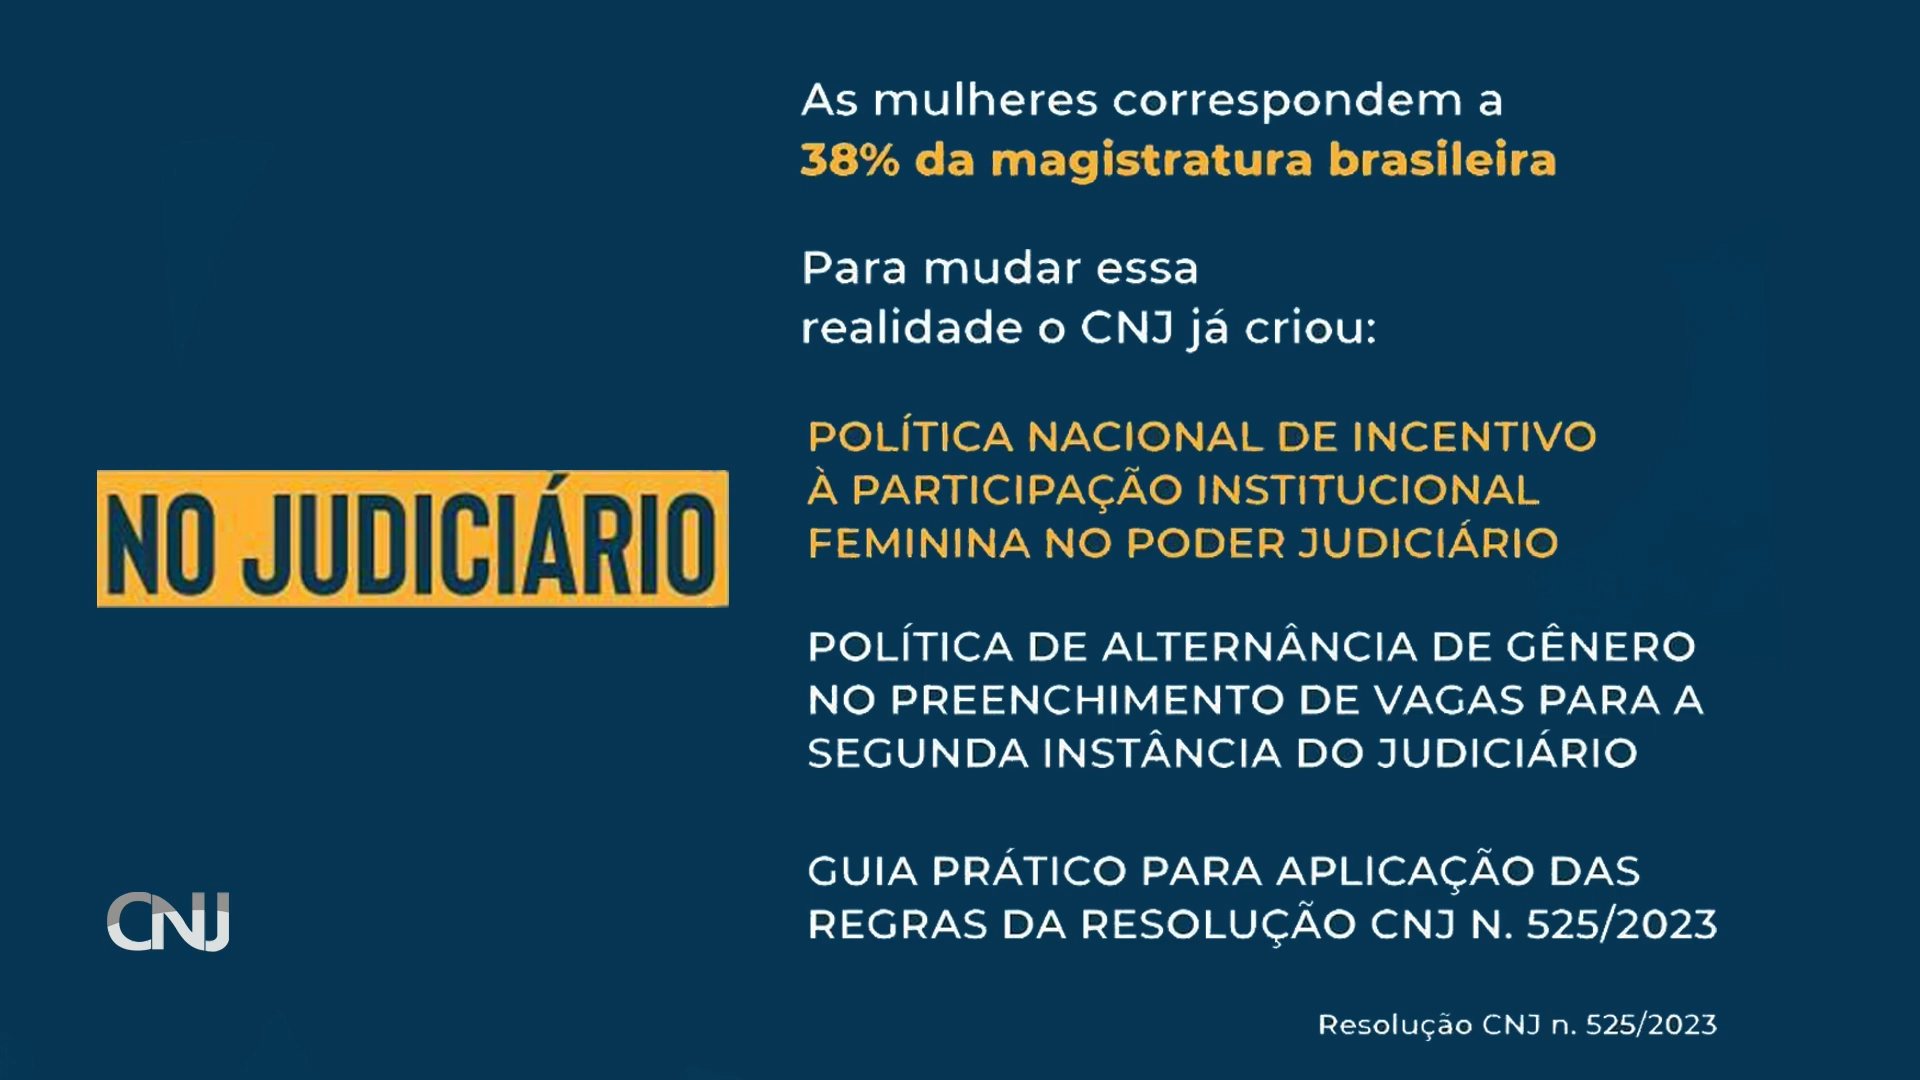 As mulheres correspondem a
38% da magistratura brasileira
Para mudar essa
realidade o CNJ já criou:
NO JUDICIÁRIO
POLÍTICA NACIONAL DE INCENTIVO
À PARTICIPAÇÃO INSTITUCIONAL
FEMININA NO PODER JUDICIÁRIO
POLÍTICA DE ALTERNÂNCIA DE GÊNERO
NO PREENCHIMENTO DE VAGAS PARA A
SEGUNDA INSTÂNCIA DO JUDICIÁRIO
GUIA PRÁTICO PARA APLICAÇÃO DAS
REGRAS DA RESOLUÇÃO CNJ N. 525/2023
CNJ
Resolução CNJ n. 525/2023